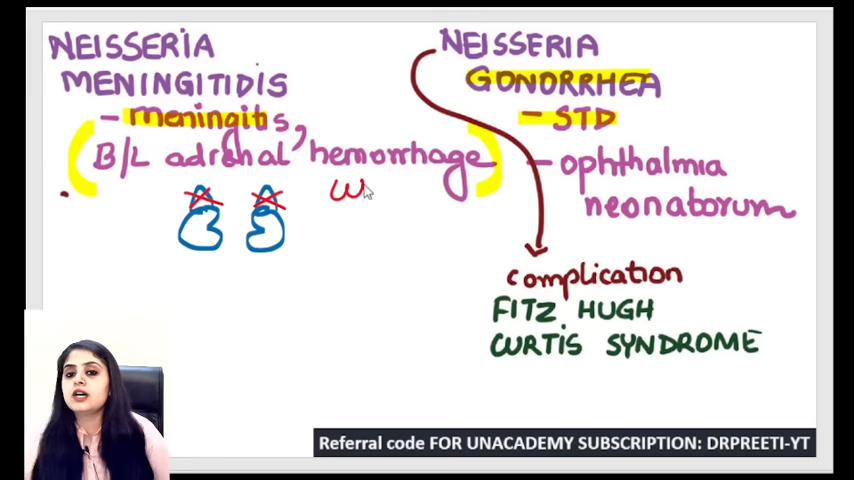 NEISSERIA
MENINGITIDIS
- meningitis,
B/L adrenal hemorrhage
W
NEISSERIA
GONORRHEA
- STD
- ophthalmia
neonatorum
complication
FITZ HUGH
CURTIS SYNDROME
Referral code FOR UNACADEMY SUBSCRIPTION: DRPREETI-YT